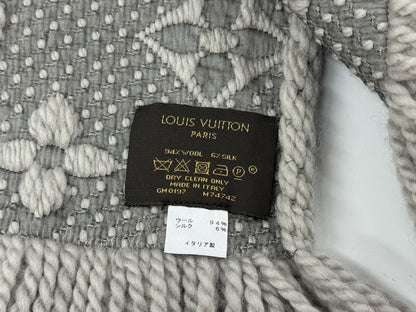 LOUIS VUITTON
PARIS
94%WOOL 6%SILK
DRY CLEAN ONLY
MADE IN ITALY
GH0197 M74742
ウール 94%
シルク 6%
イタリア製